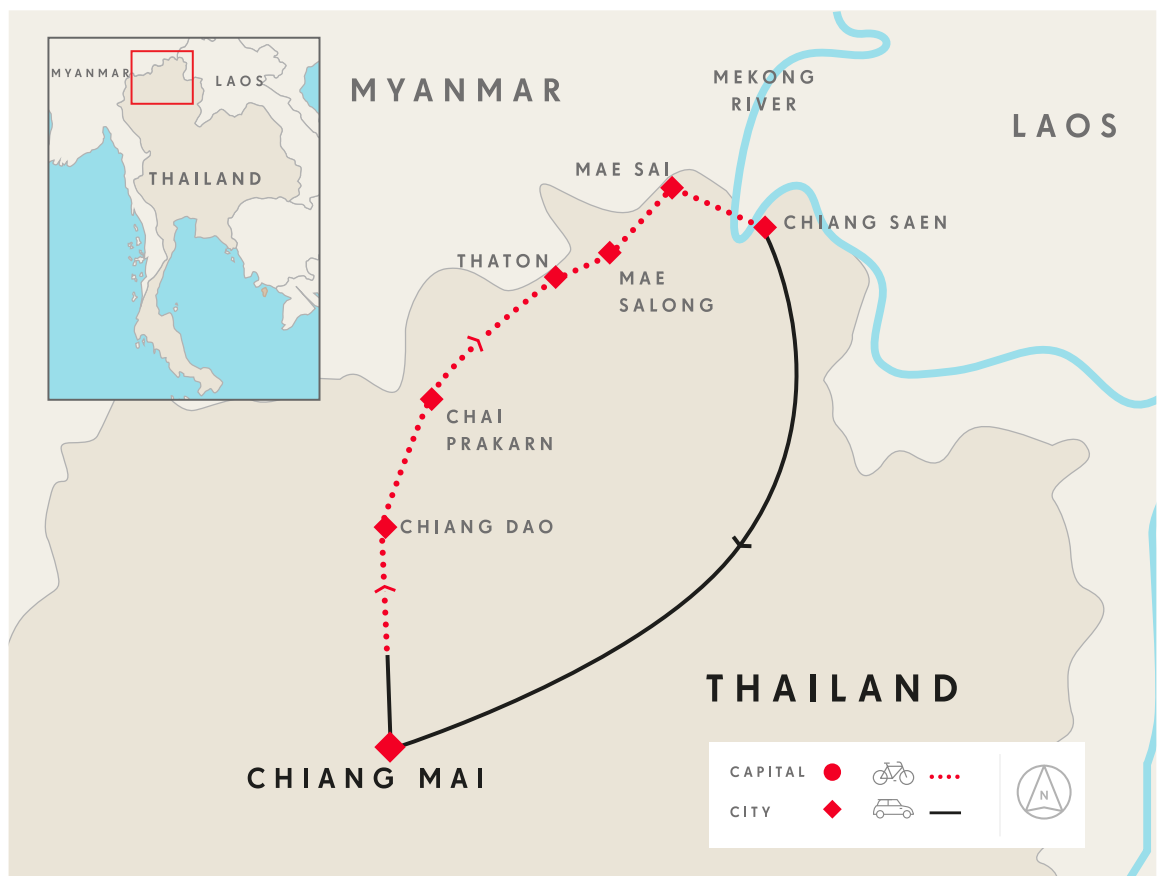 MYANMAR
LAOS
THAILAND
MYANMAR
MEKONG
RIVER
LAOS
MAE SAI
CHIANG SAEN
THATON
MAE
SALONG
CHAI
PRAKARN
CHIANG DAO
THAILAND
CHIANG MAI
CAPITAL
CITY
N